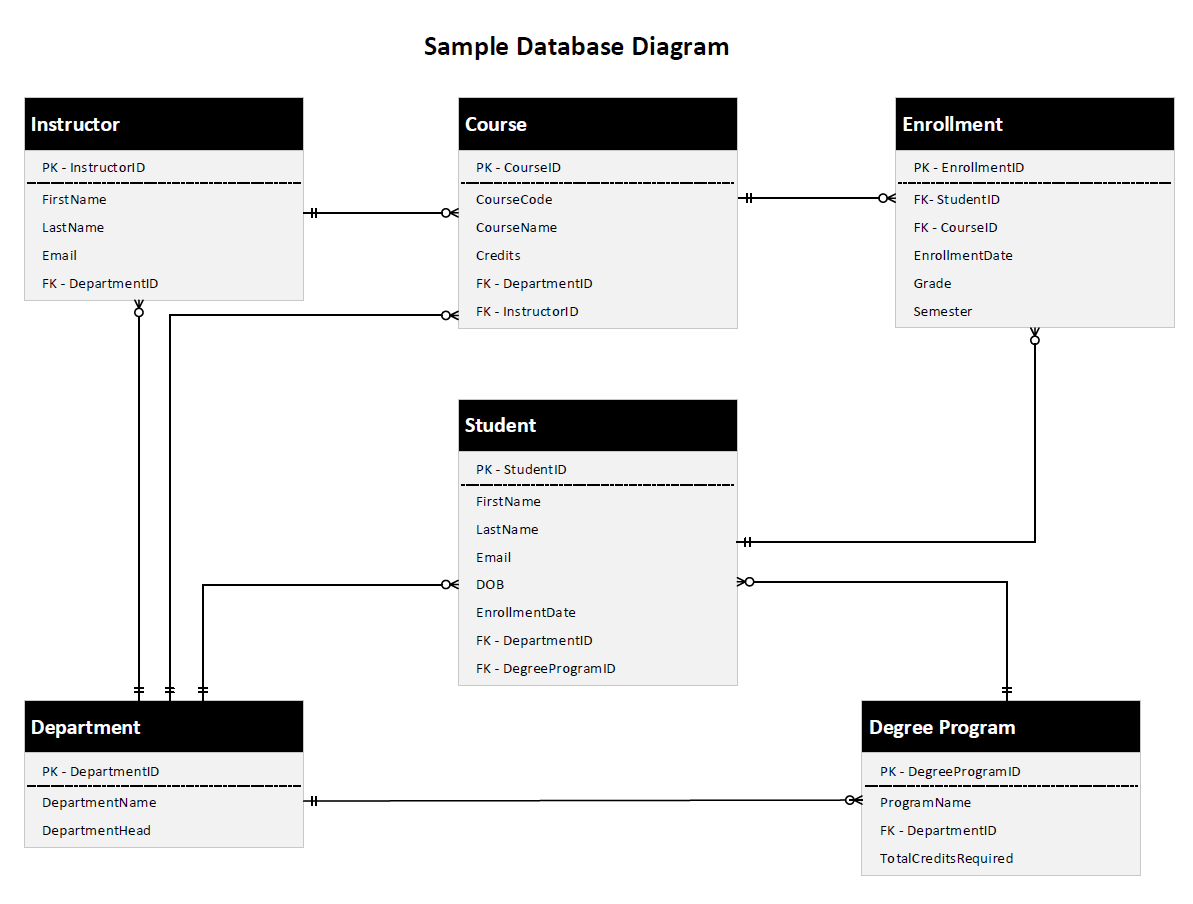 Sample Database Diagram
Instructor
PK - InstructorID
FirstName
LastName
Email
FK - DepartmentID
Course
PK - CourseID
CourseCode
CourseName
Credits
FK - DepartmentID
FK - InstructorID
Enrollment
PK - EnrollmentID
FK- StudentID
FK - CourseID
EnrollmentDate
Grade
Semester
Student
PK - StudentID
FirstName
LastName
Email
DOB
EnrollmentDate
FK - DepartmentID
FK - DegreeProgramID
Department
PK - DepartmentID
DepartmentName
DepartmentHead
Degree Program
PK - DegreeProgramID
ProgramName
FK - DepartmentID
TotalCreditsRequired